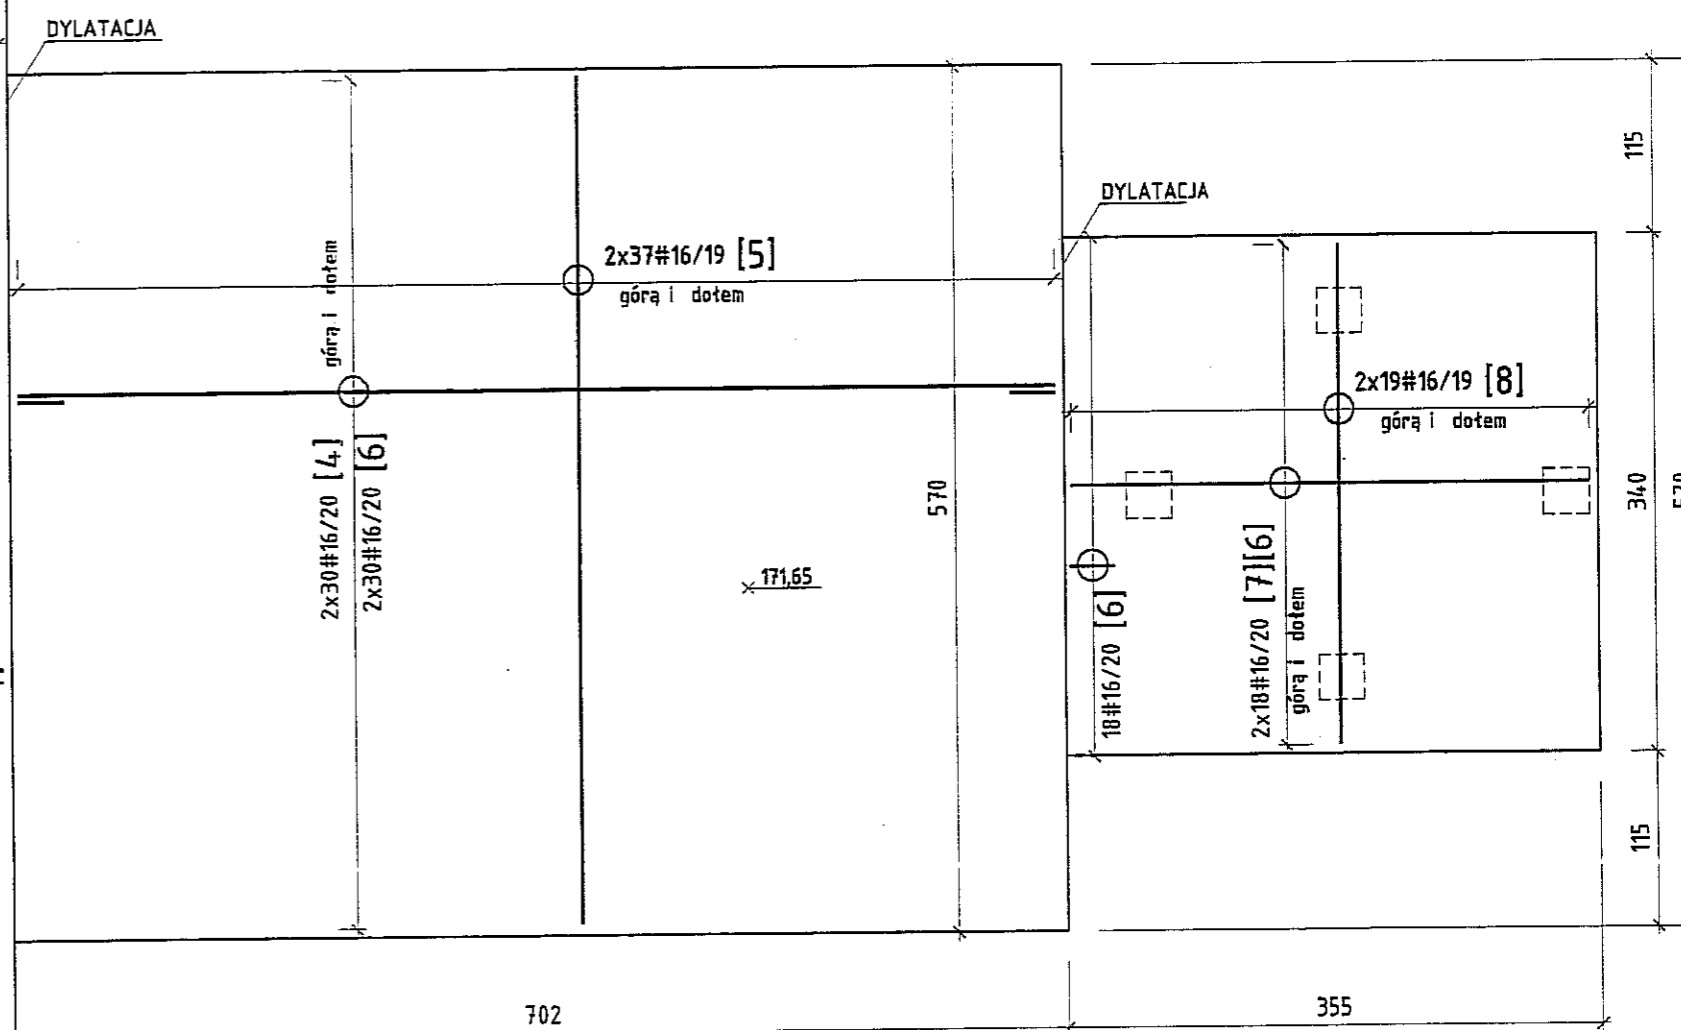 DYLATACJA
115
DYLATACJA
2x37#16/19 [5]
górą i dołem
górą i dołem
2x19#16/19 [8]
górą i dołem
2x30#16/20 [4]
2x30#16/20 [6]
570
340
171,65
18#16/20 [6]
2x18#16/20 [7][6]
górą i dołem
115
702
355